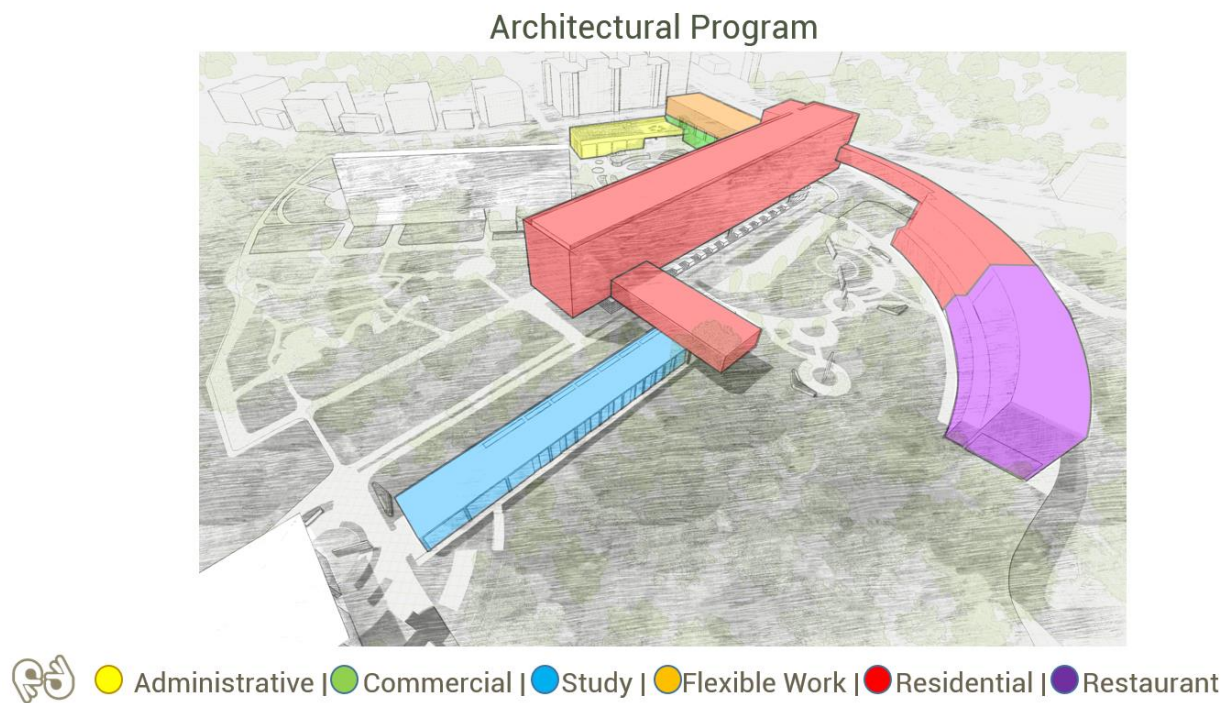 Architectural Program
Administrative | Commercial | Study | Flexible Work | Residential | Restaurant